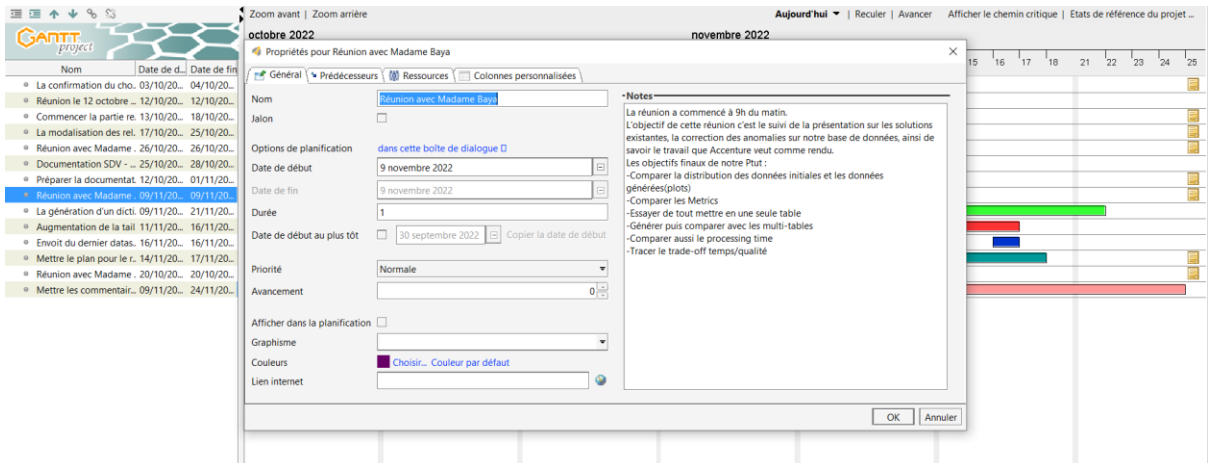 Zoom avant | Zoom arrière
Aujourd'hui | Reculer | Avancer Afficher le chemin critique | Etats de référence du projet ...
GANTT project
octobre 2022 novembre 2022
15 16 17 18 21 22 23 24 25
Nom Date de d... Date de fin
La confirmation du cho.. 03/10/20... 04/10/20...
Réunion le 12 octobre ... 12/10/20... 12/10/20...
Commencer la partie re. 13/10/20... 18/10/20...
La modalisation des rel. 17/10/20... 25/10/20...
Réunion avec Madame . 26/10/20... 26/10/20...
Documentation SDV - ... 25/10/20... 28/10/20...
Préparer la documentat. 12/10/20... 01/11/20...
Réunion avec Madame . 09/11/20... 09/11/20...
La génération d'un dicti. 09/11/20... 21/11/20...
Augmentation de la tail 11/11/20... 16/11/20...
Envoit du dernier datas.. 16/11/20... 16/11/20...
Mettre le plan pour le r.. 14/11/20... 17/11/20...
Réunion avec Madame . 20/10/20... 20/10/20...
Mettre les commentair... 09/11/20... 24/11/20...
Propriétés pour Réunion avec Madame Baya
Général Prédécesseurs Ressources Colonnes personnalisées
Nom Réunion avec Madame Baya
Jalon
Options de planification dans cette boîte de dialogue
Date de début 9 novembre 2022
Date de fin 9 novembre 2022
Durée 1
Date de début au plus tôt 30 septembre 2022 Copier la date de début
Priorité Normale
Avancement 0
Afficher dans la planification
Graphisme
Couleurs Choisir... Couleur par défaut
Lien internet
Notes
La réunion a commencé à 9h du matin.
L'objectif de cette réunion c'est le suivi de la présentation sur les solutions
existantes, la correction des anomalies sur notre base de données, ainsi de
savoir le travail que Accenture veut comme rendu.
Les objectifs finaux de notre Ptut :
-Comparer la distribution des données initiales et les données
générées(plots)
-Comparer les Metrics
-Essayer de tout mettre en une seule table
-Générer puis comparer avec les multi-tables
-Comparer aussi le processing time
-Tracer le trade-off temps/qualité
OK Annuler